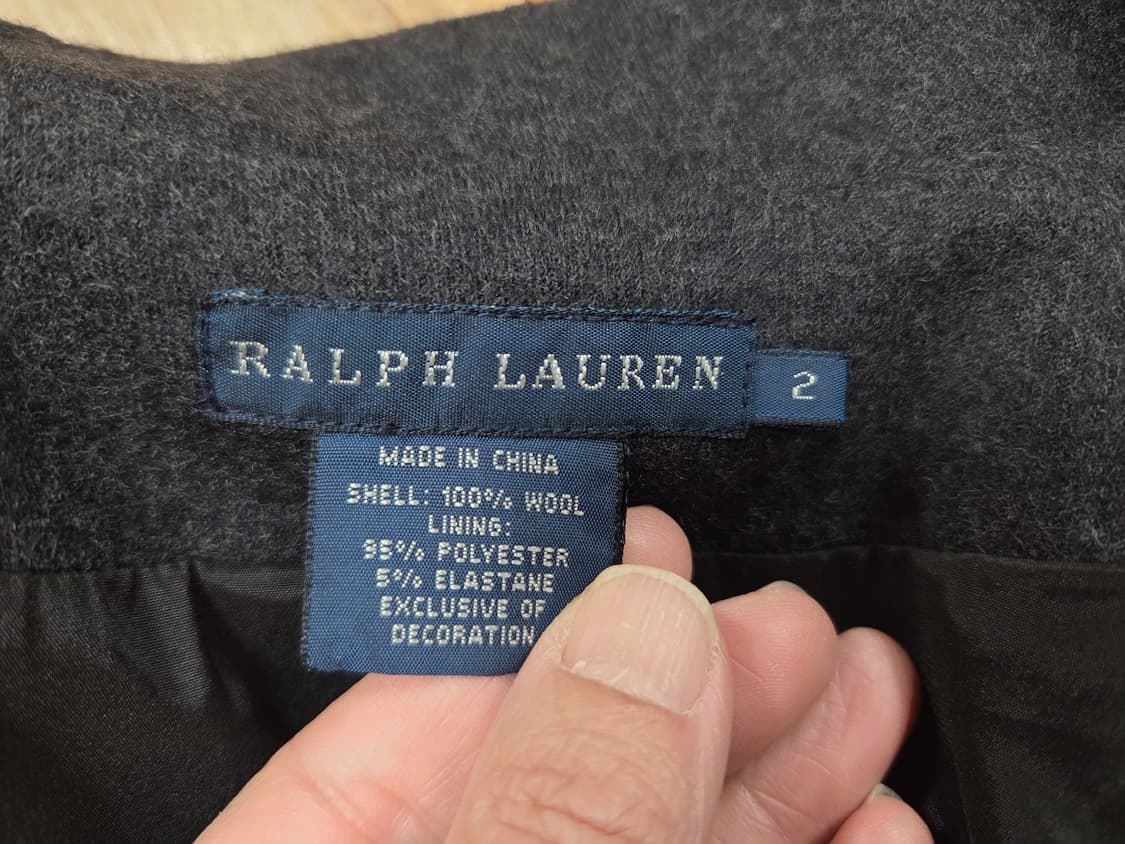 RALPH LAUREN
2
MADE IN CHINA
SHELL: 100% WOOL
LINING:
95% POLYESTER
5% ELASTANE
EXCLUSIVE OF
DECORATION